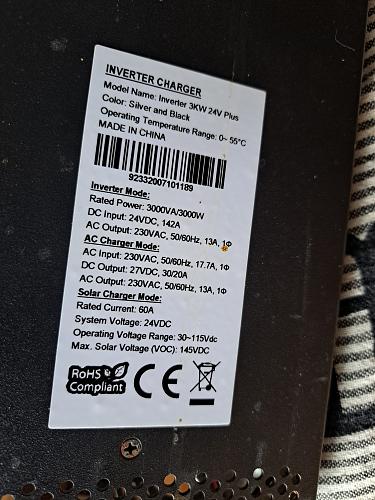 INVERTER CHARGER
Model Name: Inverter 3KW 24V Plus
Color: Silver and Black
Operating Temperature Range: 0~ 55°C
MADE IN CHINA
92332007101189
Inverter Mode:
Rated Power: 3000VA/3000W
DC Input: 24VDC, 142A
AC Output: 230VAC, 50/60Hz, 13A, 1Φ
AC Charger Mode:
AC Input: 230VAC, 50/60Hz, 17.7A, 1Φ
DC Output: 27VDC, 30/20A
AC Output: 230VAC, 50/60Hz, 13A, 1Φ
Solar Charger Mode:
Rated Current: 60A
System Voltage: 24VDC
Operating Voltage Range: 30~115Vdc
Max. Solar Voltage (VOC): 145VDC
RoHS
Compliant
CE